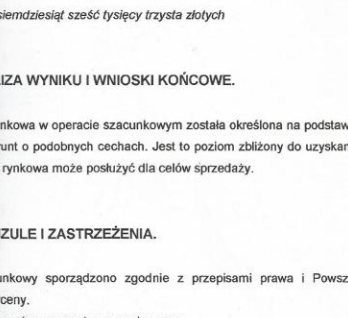 siemdziesiąt sześć tysięcy trzysta złotych
IZA WYNIKU I WNIOSKI KOŃCOWE.
nkowa w operacie szacunkowym została określona na podstaw
unt o podobnych cechach. Jest to poziom zbliżony do uzyskan
rynkowa może posłużyć dla celów sprzedaży.
ZULE I ZASTRZEŻENIA.
unkowy sporządzono zgodnie z przepisami prawa i Powsz
ceny.